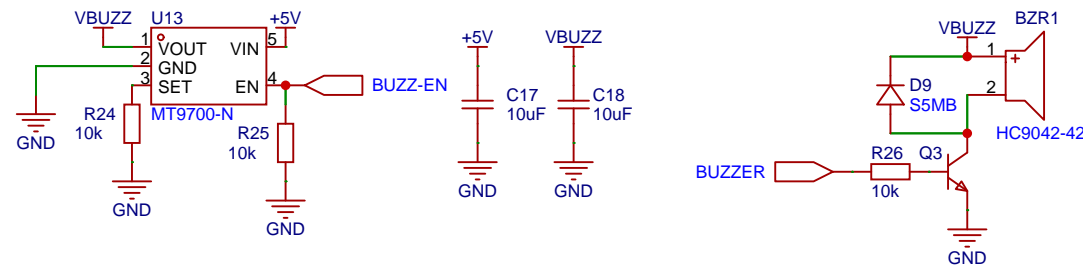 VBUZZ
U13
+5V
1
VOUT
VIN
5
2
GND
3
SET
EN
4
BUZZ-EN
MT9700-N
R24
10k
R25
10k
GND
GND
GND
+5V
C17
10uF
GND
VBUZZ
C18
10uF
GND
VBUZZ
BZR1
1
+
2
D9
S5MB
HC9042-42
BUZZER
R26
10k
Q3
GND